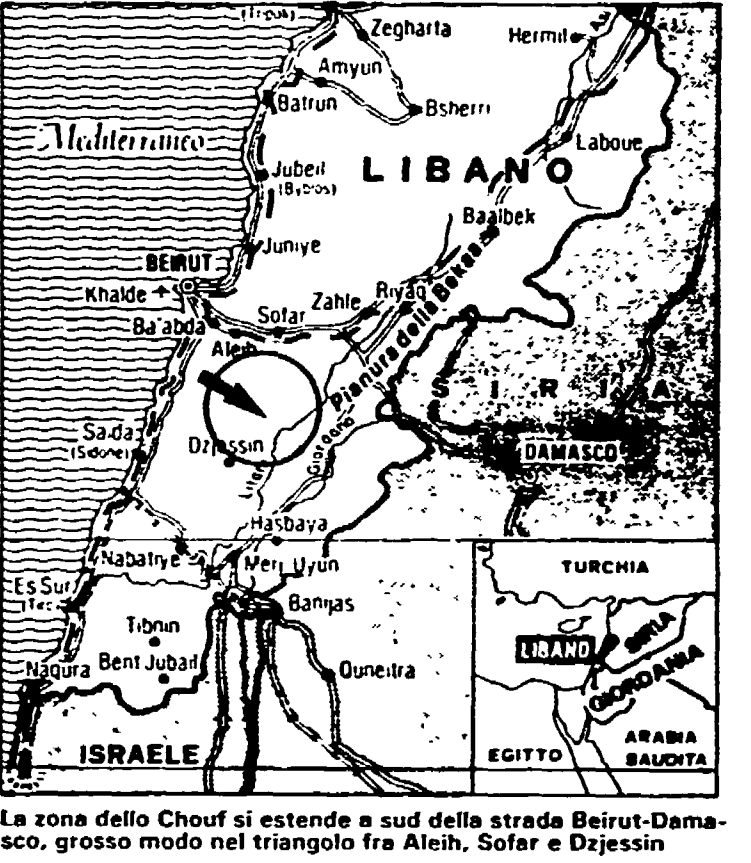 Zegharta
Hermil
Amyun
Batrun
Bsherri
Mediterraneo
Laboue
LIBANO
Jubeil
(Byblos)
Baalbek
Juniye
BEIRUT
Khalde
Zahle
Riyaq
Sofar
Ba'abda
Aleih
Pianura della Bekaa
SIRIA
Saida
(Sidone)
Dzjessin
DAMASCO
Litani
Giordano
Hasbaya
Nabatiye
Merj Uyun
TURCHIA
Es Sur
Banijas
Tibnin
LIBANO
SIRIA
Bent Jubail
Quneitra
GIORDANIA
Naqura
ARABIA
SAUDITA
EGITTO
ISRAELE
La zona dello Chouf si estende a sud della strada Beirut-Dama-
sco, grosso modo nel triangolo fra Aleih, Sofar e Dzjessin